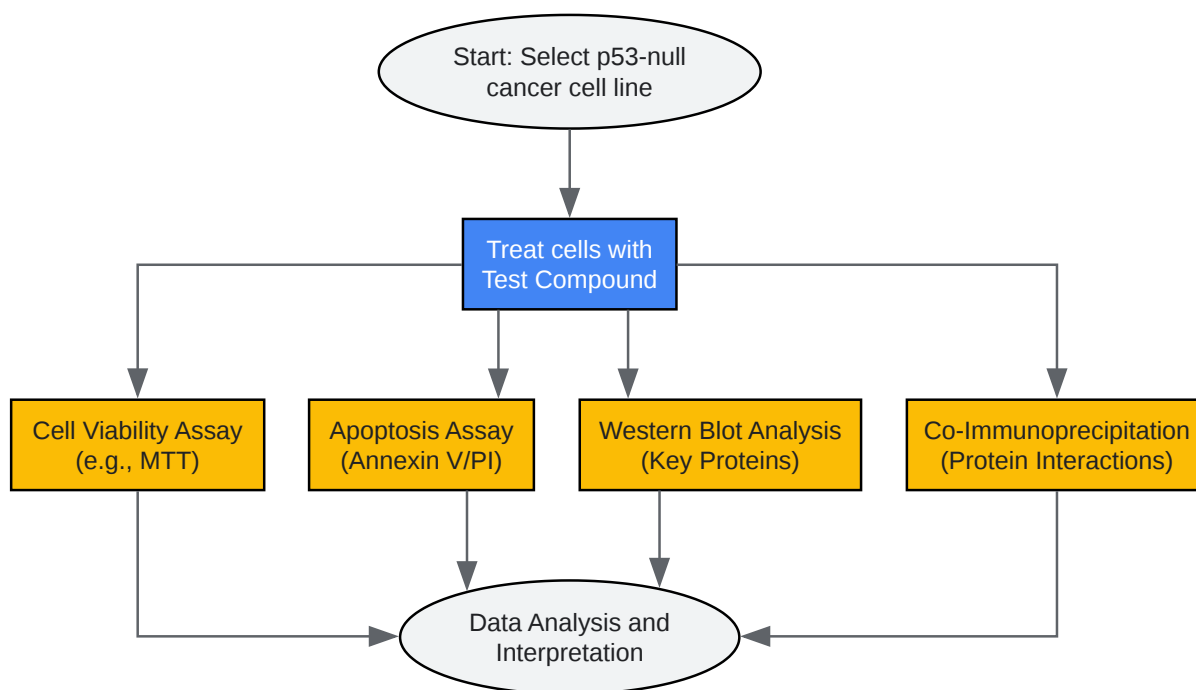 Start: Select p53-null
cancer cell line
Treat cells with
Test Compound
Cell Viability Assay
(e.g., MTT)
Apoptosis Assay
(Annexin V/PI)
Western Blot Analysis
(Key Proteins)
Co-Immunoprecipitation
(Protein Interactions)
Data Analysis and
Interpretation